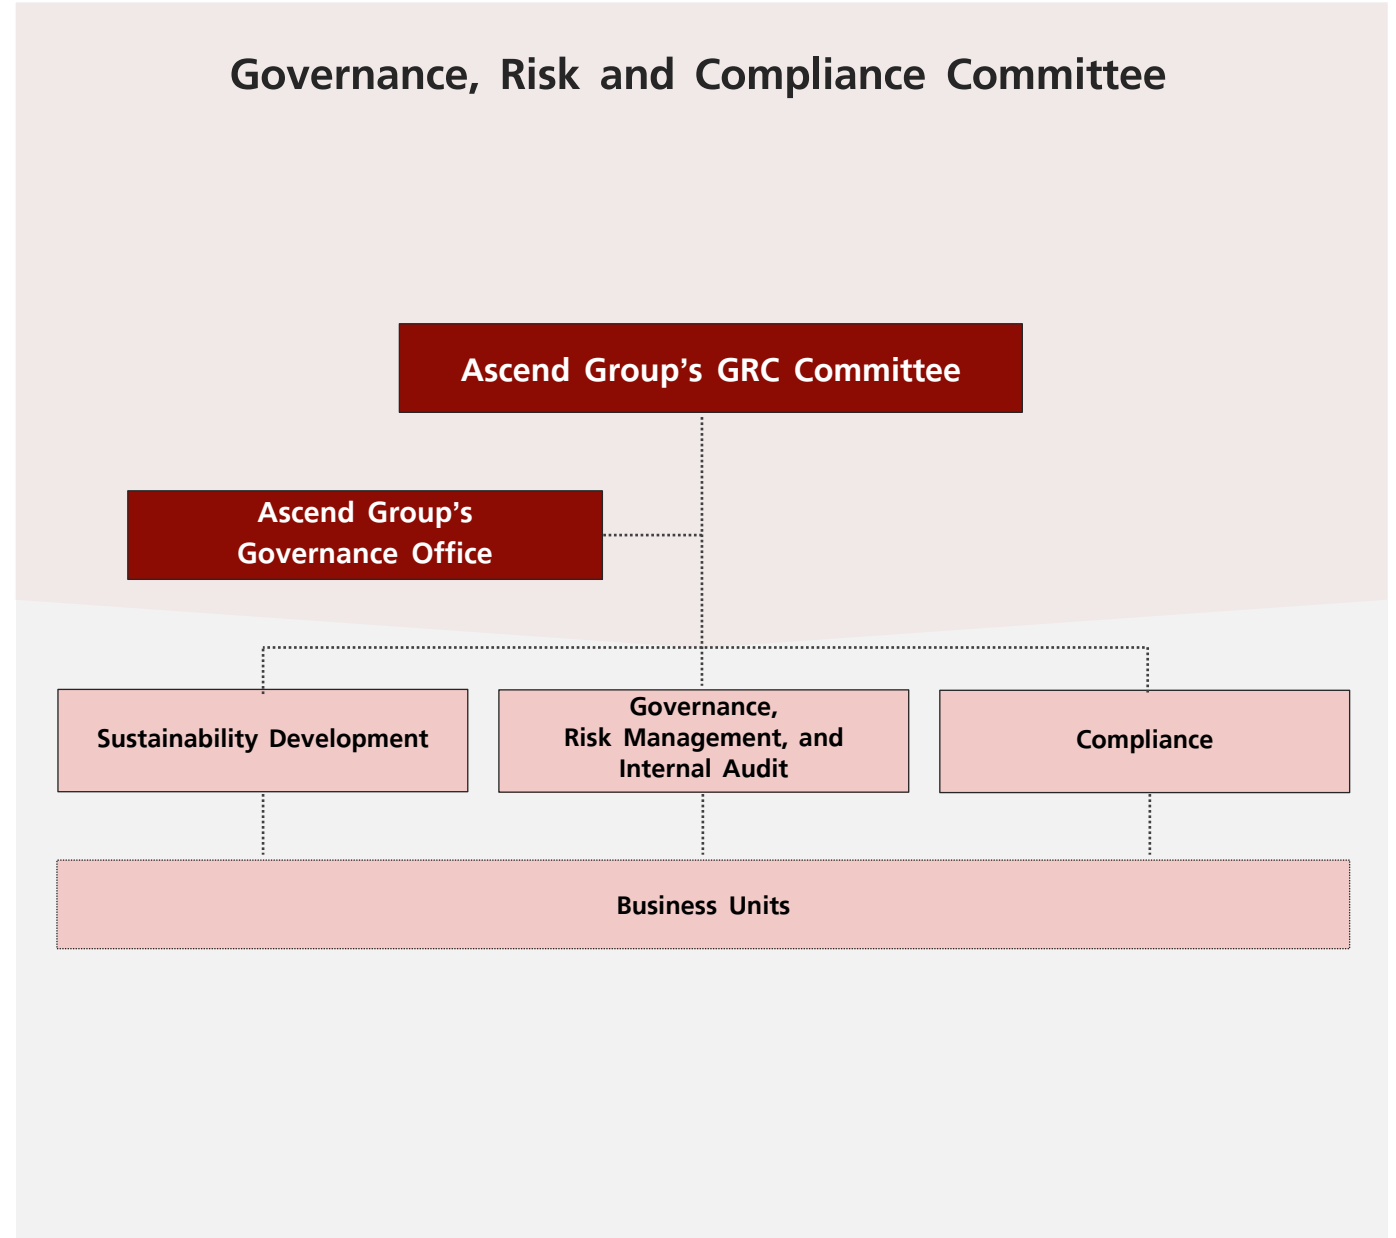 Governance, Risk and Compliance Committee
Ascend Group’s GRC Committee
Ascend Group’s
Governance Office
Sustainability Development
Governance,
Risk Management, and
Internal Audit
Compliance
Business Units